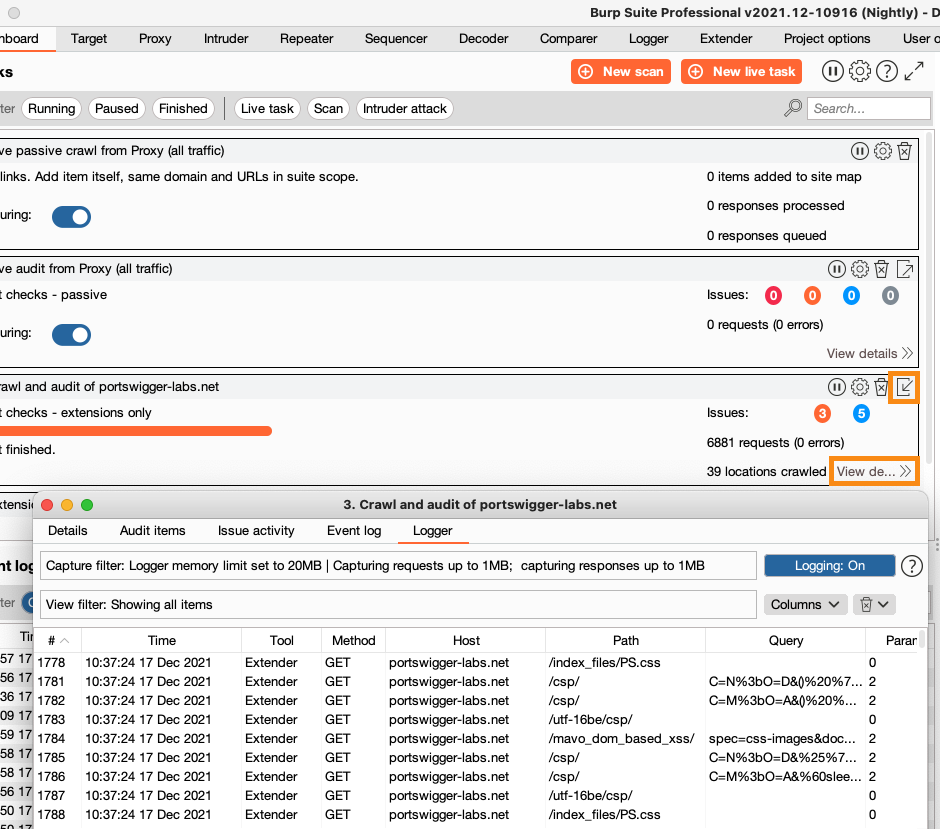 Burp Suite Professional v2021.12-10916 (Nightly) - D
nboard Target Proxy Intruder Repeater Sequencer Decoder Comparer Logger Extender Project options User o
ks New scan New live task
ter Running Paused Finished Live task Scan Intruder attack Search...
ve passive crawl from Proxy (all traffic)
links. Add item itself, same domain and URLs in suite scope. 0 items added to site map
uring: 0 responses processed
0 responses queued
ve audit from Proxy (all traffic)
t checks - passive Issues: 0 0 0 0
uring: 0 requests (0 errors)
View details
rawl and audit of portswigger-labs.net
t checks - extensions only Issues: 3 5
6881 requests (0 errors)
t finished.
39 locations crawled View de...
xtensio
3. Crawl and audit of portswigger-labs.net
Details Audit items Issue activity Event log Logger
nt log Capture filter: Logger memory limit set to 20MB | Capturing requests up to 1MB; capturing responses up to 1MB Logging: On ?
ter View filter: Showing all items Columns
Tin # Time Tool Method Host Path Query Param
57 17 1778 10:37:24 17 Dec 2021 Extender GET portswigger-labs.net /index_files/PS.css 0
56 17 1781 10:37:24 17 Dec 2021 Extender GET portswigger-labs.net /csp/ C=N%3bO=D&()%20%7... 2
36 17 1782 10:37:24 17 Dec 2021 Extender GET portswigger-labs.net /csp/ C=M%3bO=A&()%20%... 2
09 17 1783 10:37:24 17 Dec 2021 Extender GET portswigger-labs.net /utf-16be/csp/ 0
59 17 1784 10:37:24 17 Dec 2021 Extender GET portswigger-labs.net /mavo_dom_based_xss/ spec=css-images&doc... 2
58 17 1785 10:37:24 17 Dec 2021 Extender GET portswigger-labs.net /csp/ C=N%3bO=D&%25%7... 2
58 17 1786 10:37:24 17 Dec 2021 Extender GET portswigger-labs.net /csp/ C=M%3bO=A&%60slee... 2
56 17 1787 10:37:24 17 Dec 2021 Extender GET portswigger-labs.net /utf-16be/csp/ 0
50 17 1788 10:37:24 17 Dec 2021 Extender GET portswigger-labs.net /index_files/PS.css 0